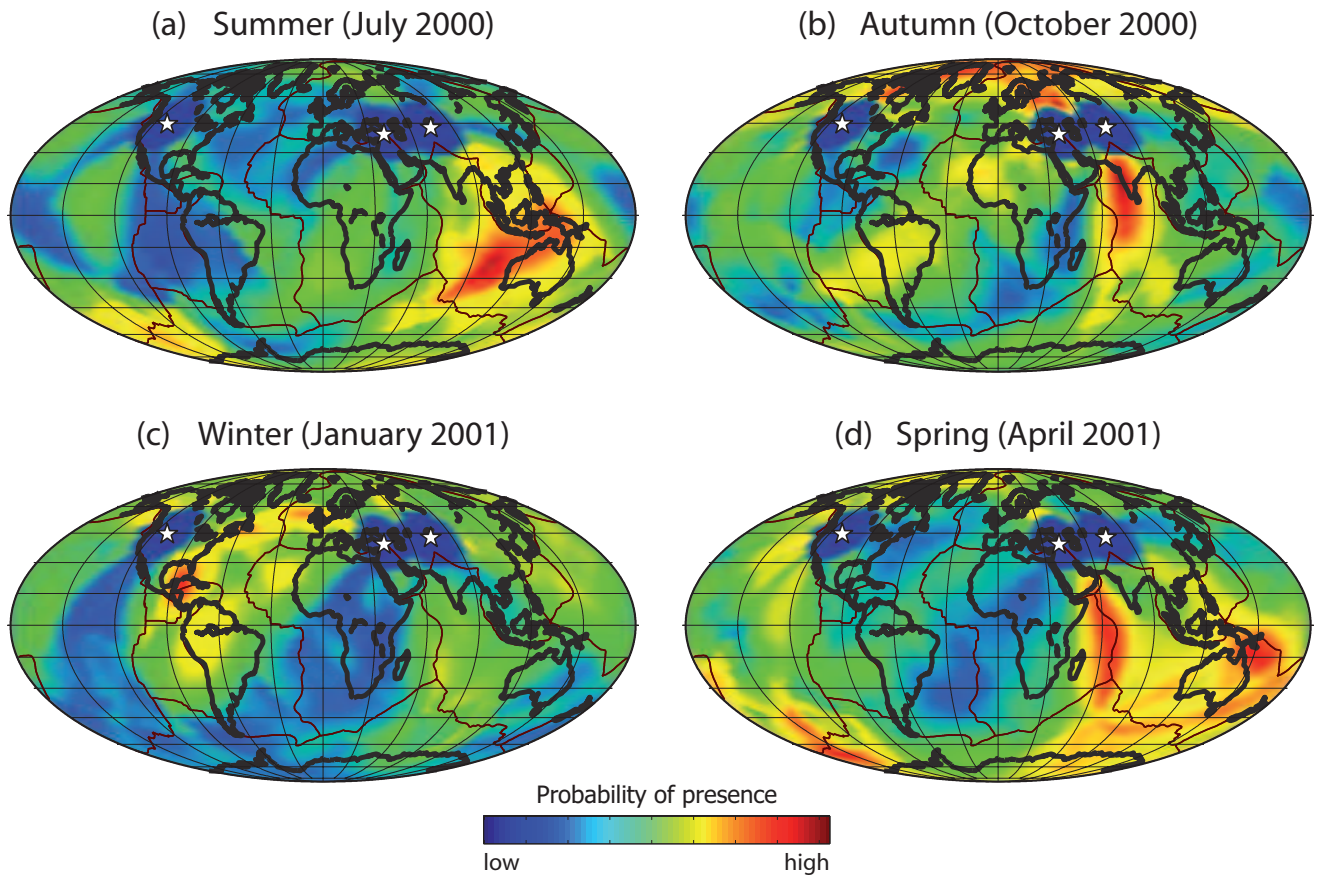 (a) Summer (July 2000)
(b) Autumn (October 2000)
(c) Winter (January 2001)
(d) Spring (April 2001)
Probability of presence
low
high